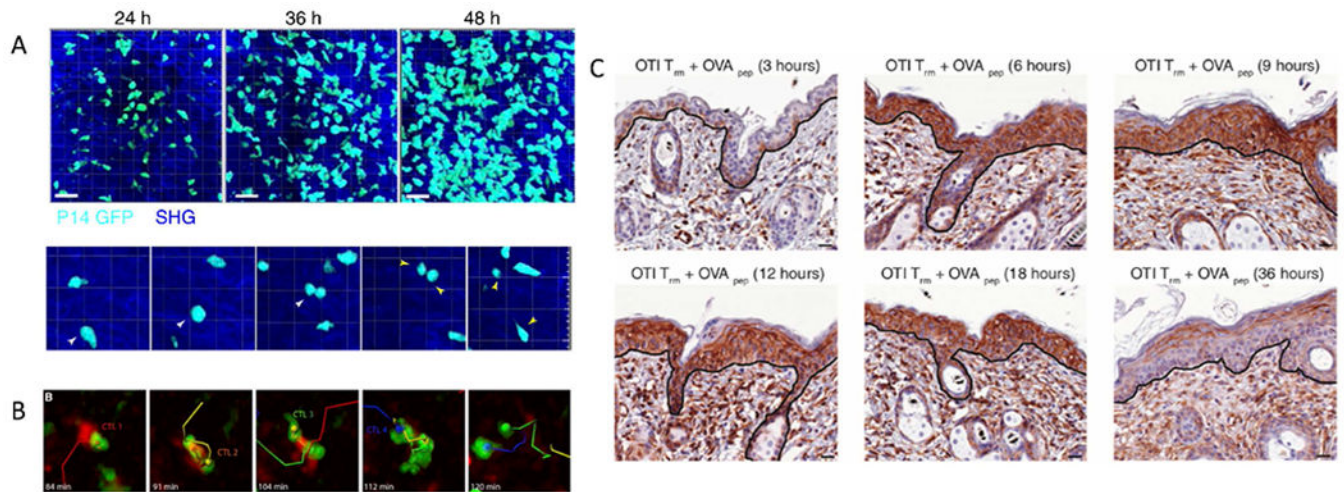 A
24 h 36 h 48 h
P14 GFP SHG
B
B
CTL 1
84 min
CTL 2
91 min
CTL 3
104 min
CTL 4
112 min
120 min
C
OTI Trm + OVA pep (3 hours)
OTI Trm + OVA pep (6 hours)
OTI Trm + OVA pep (9 hours)
OTI Trm + OVA pep (12 hours)
OTI Trm + OVA pep (18 hours)
OTI Trm + OVA pep (36 hours)